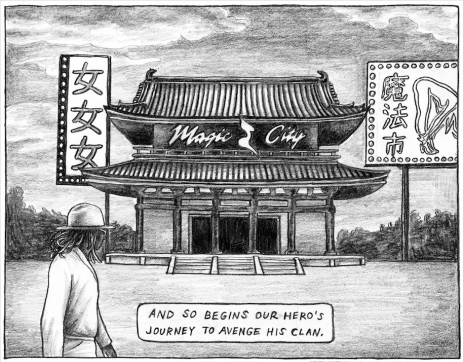 女女女
Magic City
魔法市
AND SO BEGINS OUR HERO'S
JOURNEY TO AVENGE HIS CLAN.